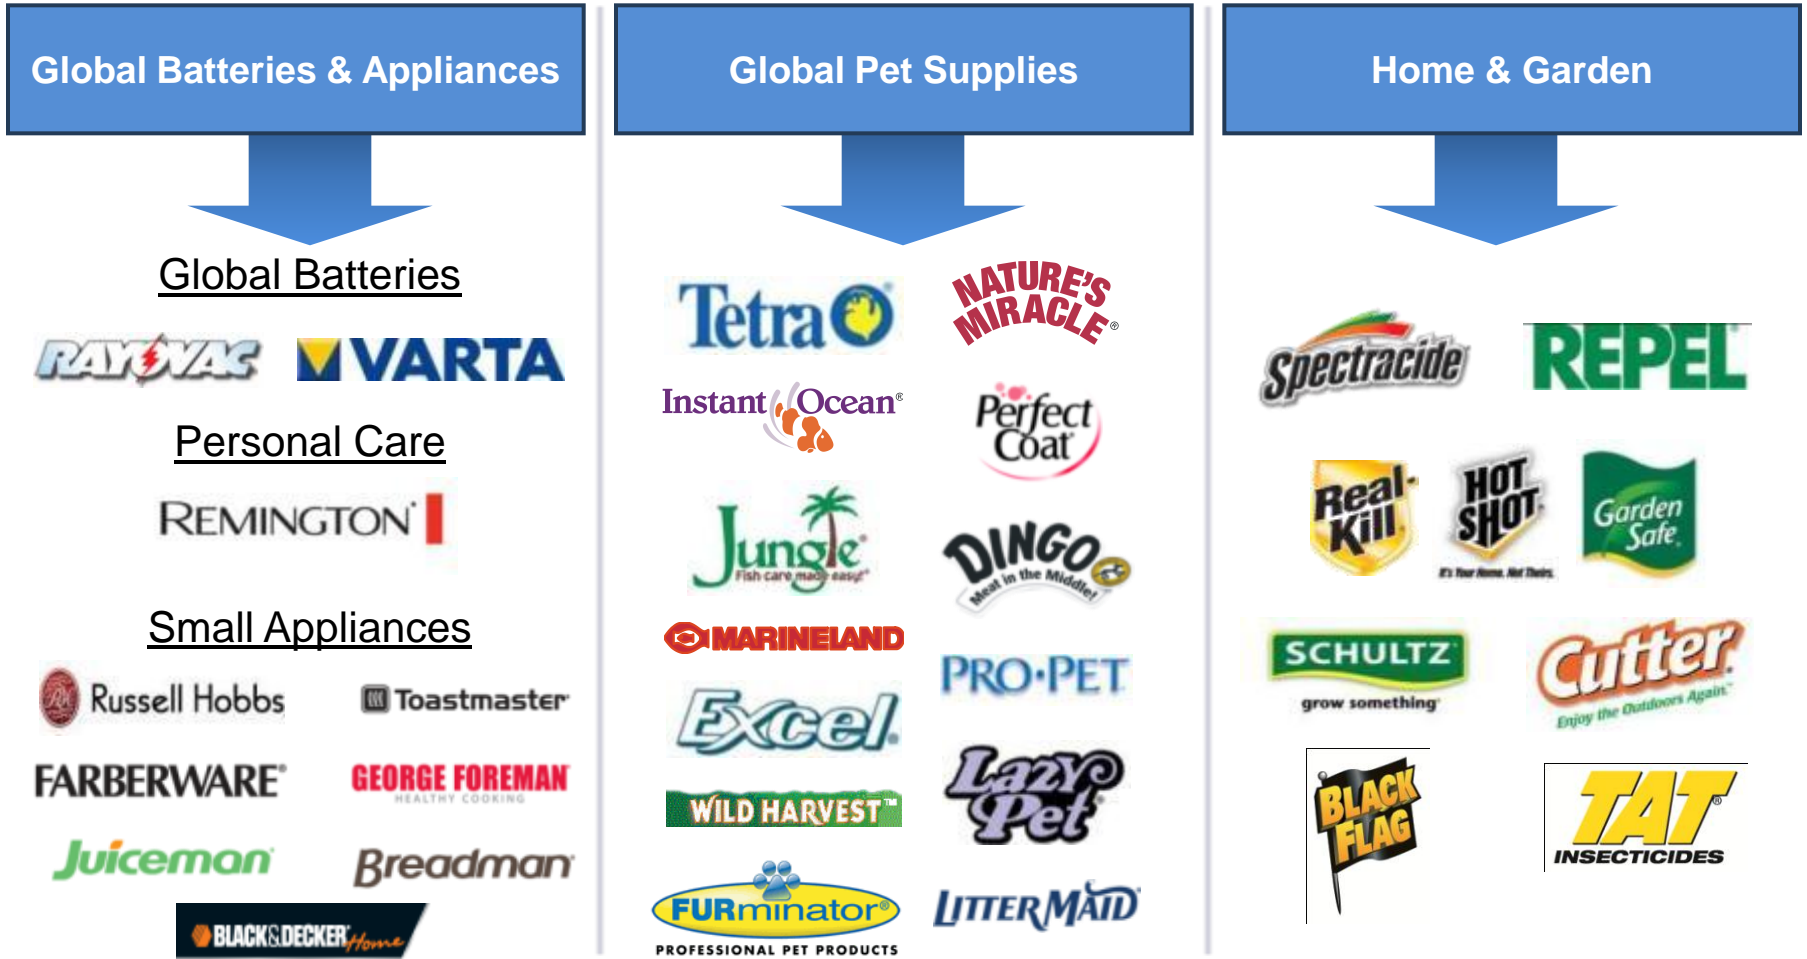 Global Batteries & Appliances
Global Batteries
RAYOVAC
VARTA
Personal Care
REMINGTON
Small Appliances
Russell Hobbs
Toastmaster
FARBERWARE®
GEORGE FOREMAN
HEALTHY COOKING
Juiceman
Breadman
BLACK&DECKER Home
Global Pet Supplies
Tetra®
NATURE'S
MIRACLE®
Instant Ocean®
Perfect
Coat
Jungle®
Fish care made easy!®
DINGO
Meat in the Middle!
MARINELAND
PRO•PET
Excel
Lazy
Pet
WILD HARVEST™
FURminator®
PROFESSIONAL PET PRODUCTS
LITTERMAID
Home & Garden
Spectracide
REPEL
Real-
Kill
HOT
SHOT
It's Your Home. Not Theirs.
Garden
Safe
SCHULTZ
grow something
Cutter
Enjoy the Outdoors Again.
BLACK
FLAG
TAT®
INSECTICIDES